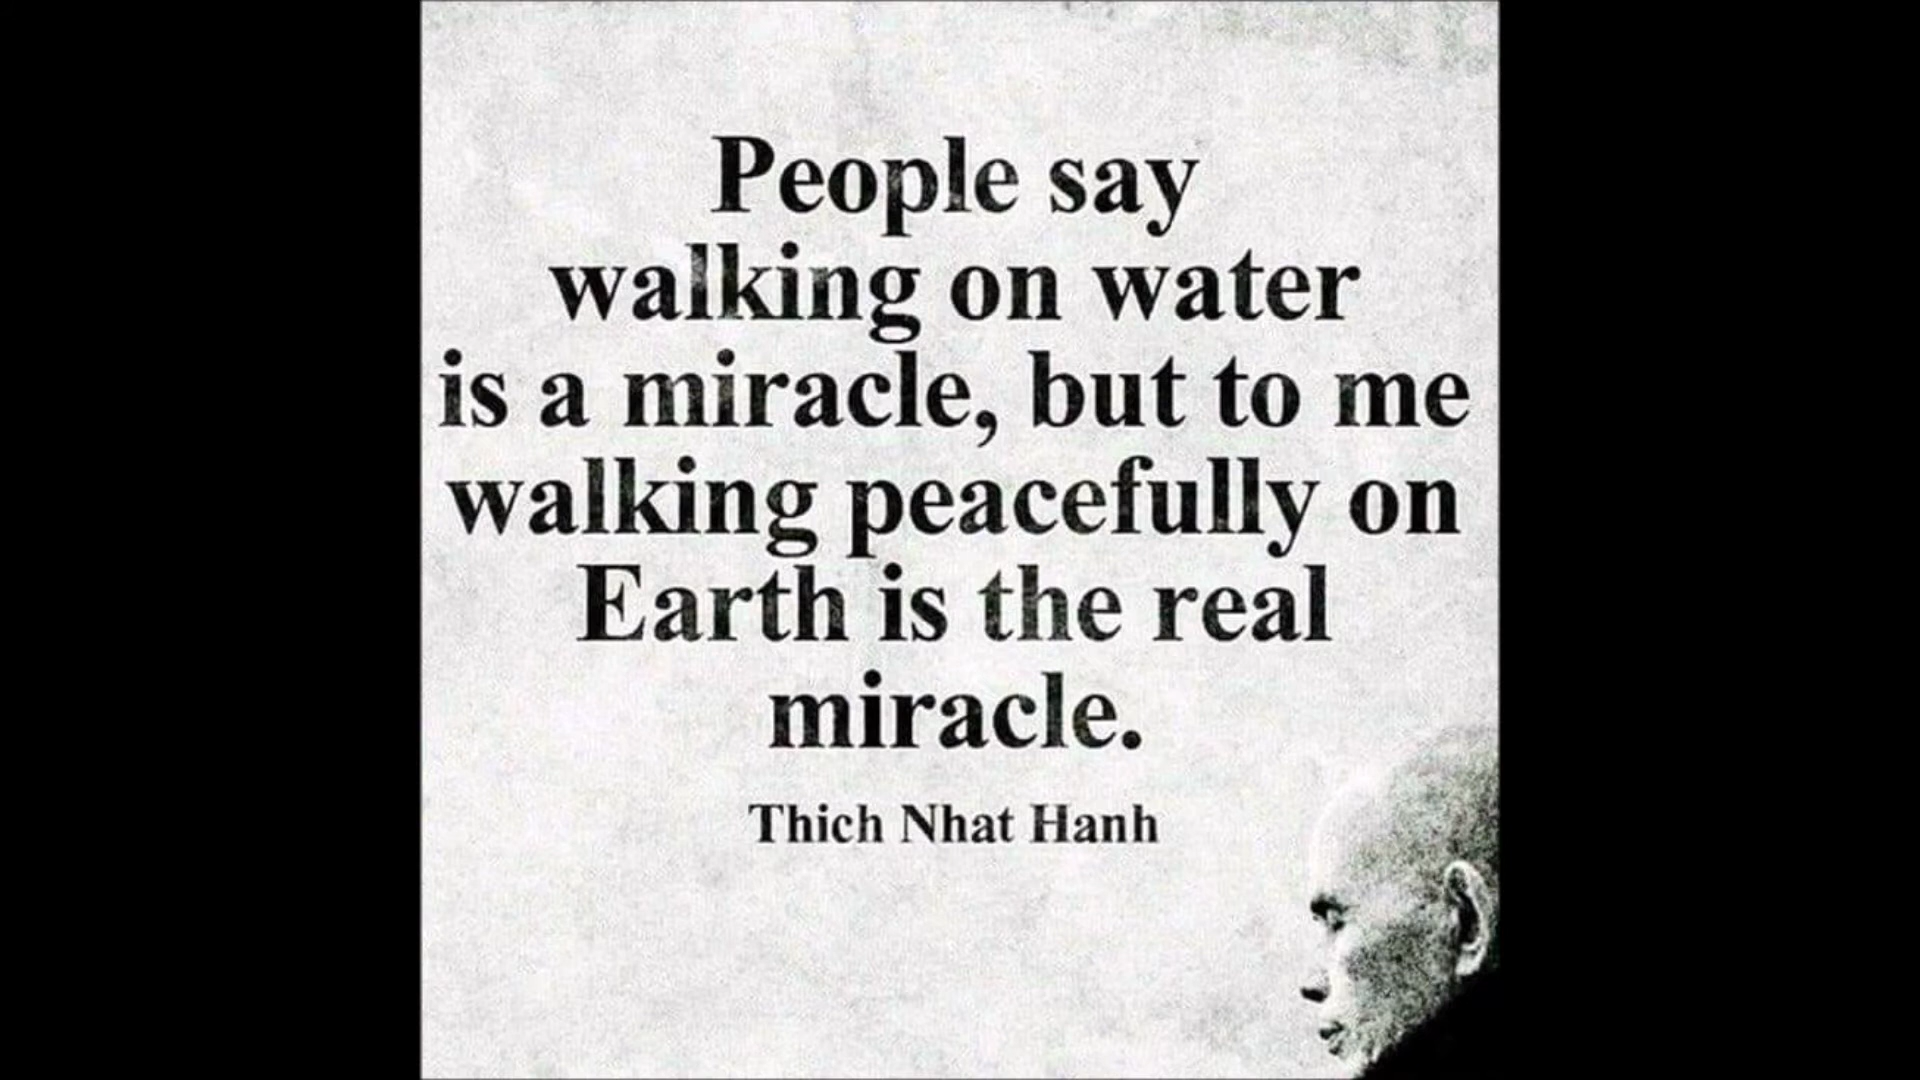 People say
walking on water
is a miracle, but to me
walking peacefully on
Earth is the real
miracle.
Thich Nhat Hanh